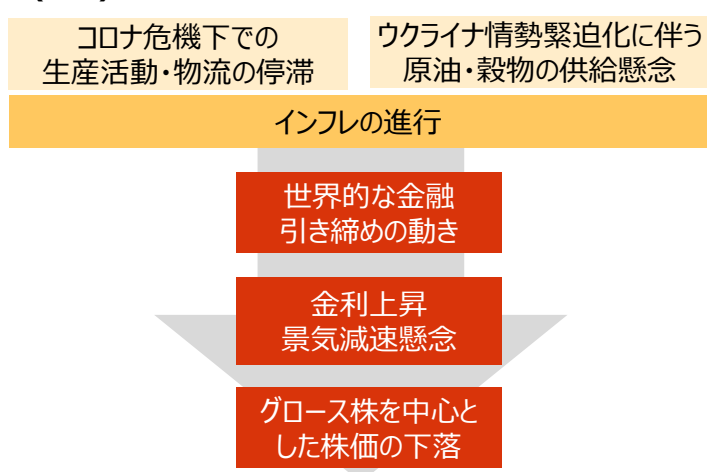 コロナ危機下での
生産活動・物流の停滞
ウクライナ情勢緊迫化に伴う
原油・穀物の供給懸念
インフレの進行
世界的な金融
引き締めの動き
金利上昇
景気減速懸念
グロース株を中心と
した株価の下落